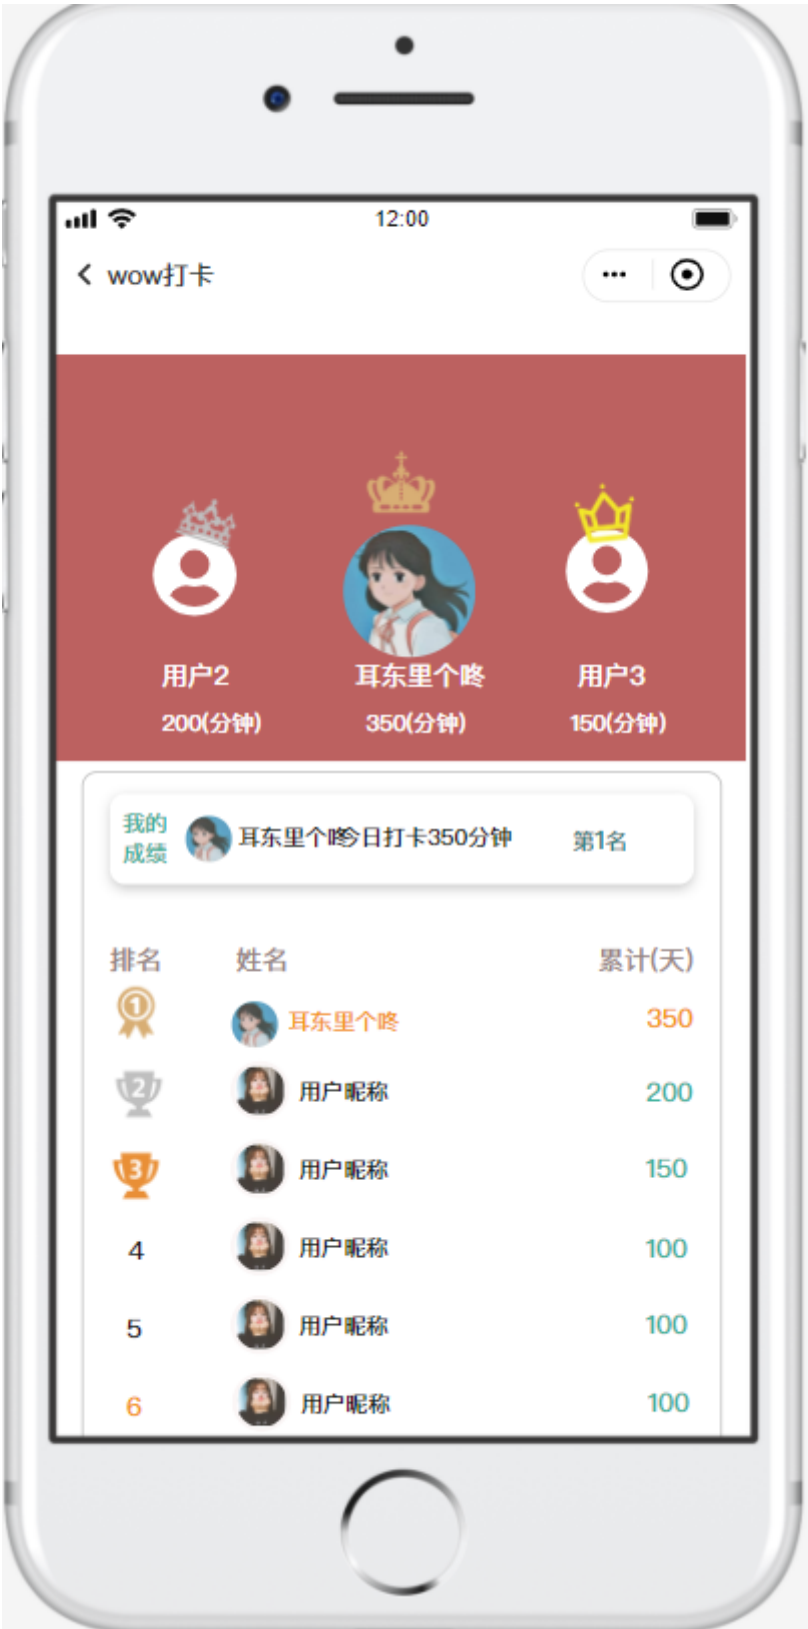 12:00
wow打卡
用户2
耳东里个咚
用户3
200(分钟)
350(分钟)
150(分钟)
我的
成绩
耳东里个咚今日打卡350分钟
第1名
排名
姓名
累计(天)
1
耳东里个咚
350
2
用户昵称
200
3
用户昵称
150
4
用户昵称
100
5
用户昵称
100
6
用户昵称
100